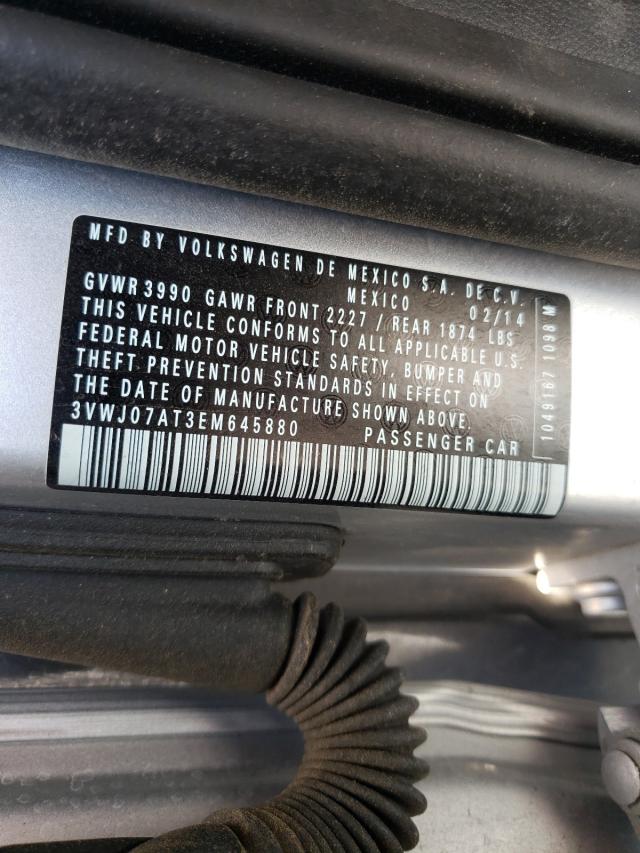 MFD BY VOLKSWAGEN DE MEXICO S.A. DE C.V.
MEXICO 02/14
GVWR 3990 GAWR FRONT 2227 / REAR 1874 LBS
THIS VEHICLE CONFORMS TO ALL APPLICABLE U.S.
FEDERAL MOTOR VEHICLE SAFETY, BUMPER AND
THEFT PREVENTION STANDARDS IN EFFECT ON
THE DATE OF MANUFACTURE SHOWN ABOVE.
3VWJ07AT3EM645880 PASSENGER CAR
1049167 1098 M